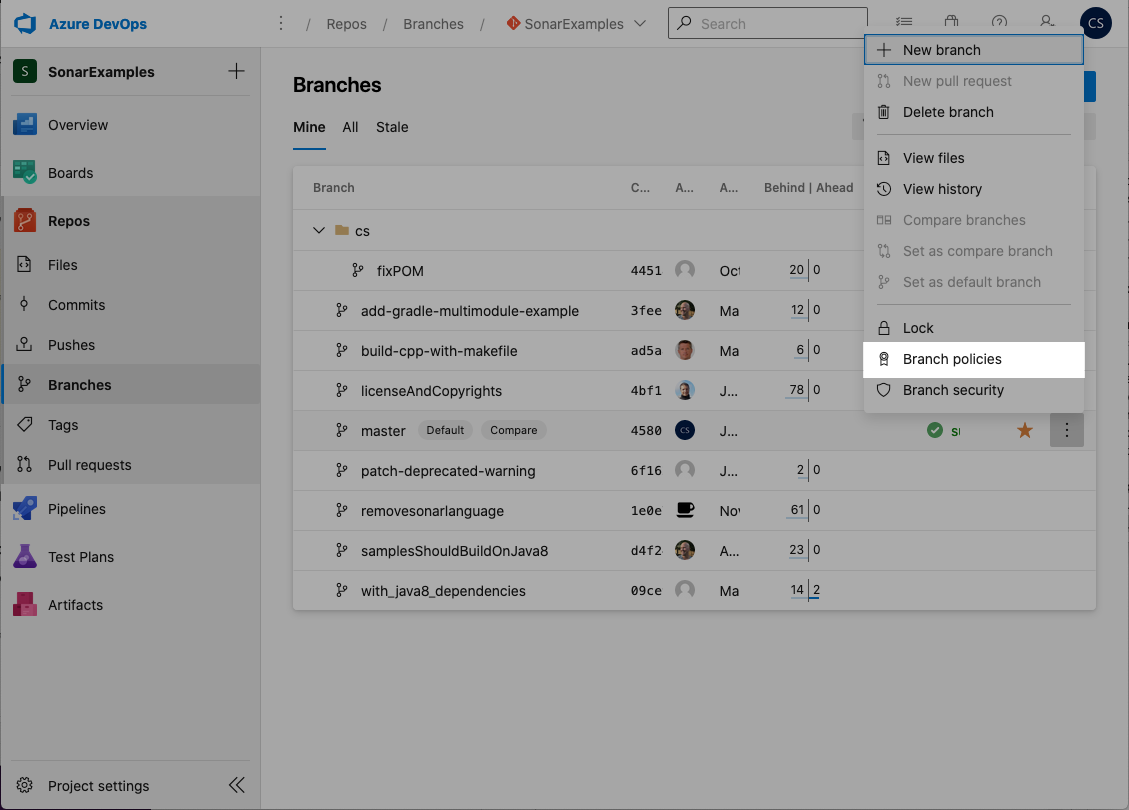 Azure DevOps
/ Repos / Branches / SonarExamples
Search
CS
S SonarExamples
Overview
Boards
Repos
Files
Commits
Pushes
Branches
Tags
Pull requests
Pipelines
Test Plans
Artifacts
Project settings
Branches
Mine All Stale
Branch C... A... A... Behind | Ahead
cs
fixPOM 4451 Oct 20 0
add-gradle-multimodule-example 3fee Ma 12 0
build-cpp-with-makefile ad5a Ma 6 0
licenseAndCopyrights 4bf1 J... 78 0
master Default Compare 4580 CS J...
patch-deprecated-warning 6f16 J... 2 0
removesonarlanguage 1e0e 61 0
samplesShouldBuildOnJava8 d4f2 A... 23 0
with_java8_dependencies 09ce Ma 14 2
New branch
New pull request
Delete branch
View files
View history
Compare branches
Set as compare branch
Set as default branch
Lock
Branch policies
Branch security